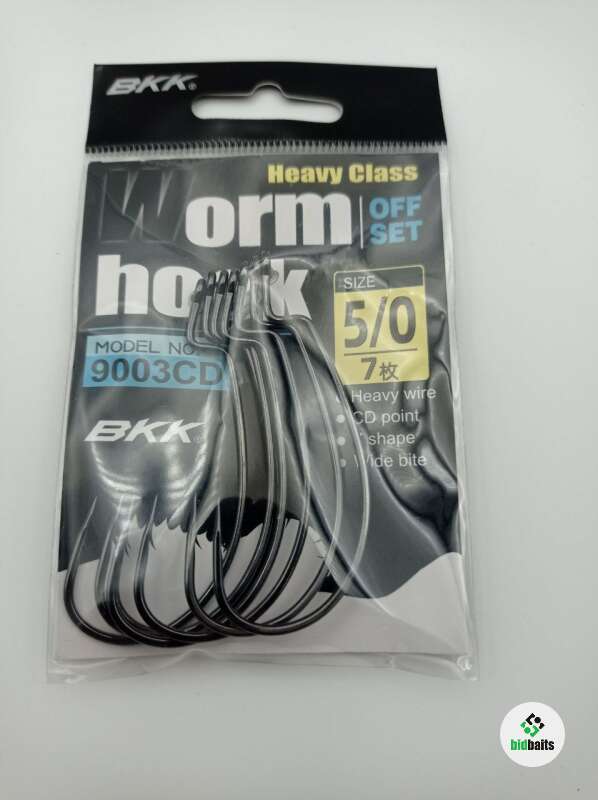 BKK®
Heavy Class
Worm
OFF
SET
hook
SIZE
5/0
7枚
MODEL NO.
9003CD
BKK
Heavy wire
CD point
shape
Wide bite
bidbaits